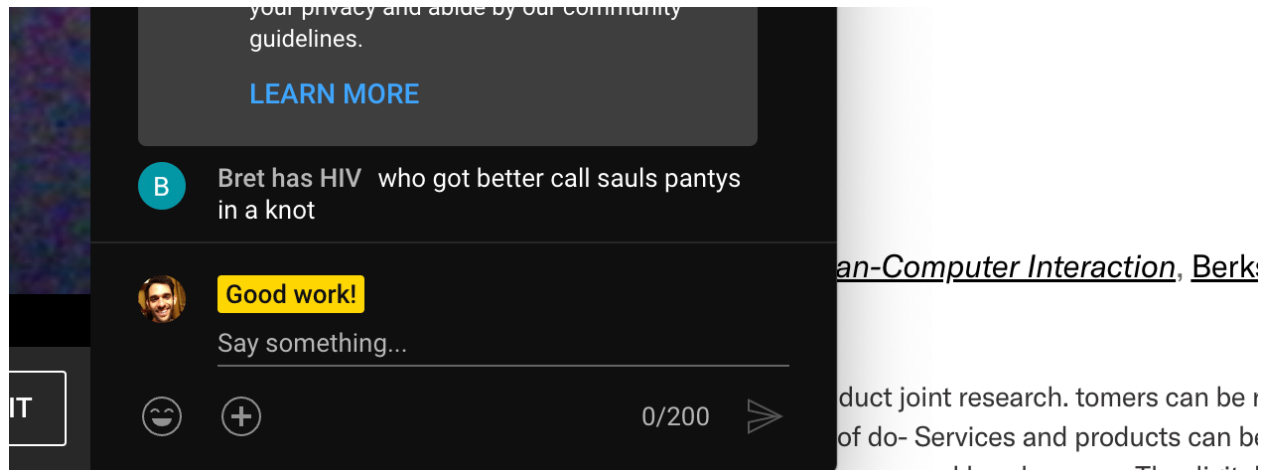 your privacy and abide by our community
guidelines.
LEARN MORE
B
Bret has HIV who got better call sauls pantys
in a knot
Good work!
Say something...
0/200
IT
an-Computer Interaction, Berks
duct joint research. tomers can be r
of do- Services and products can be